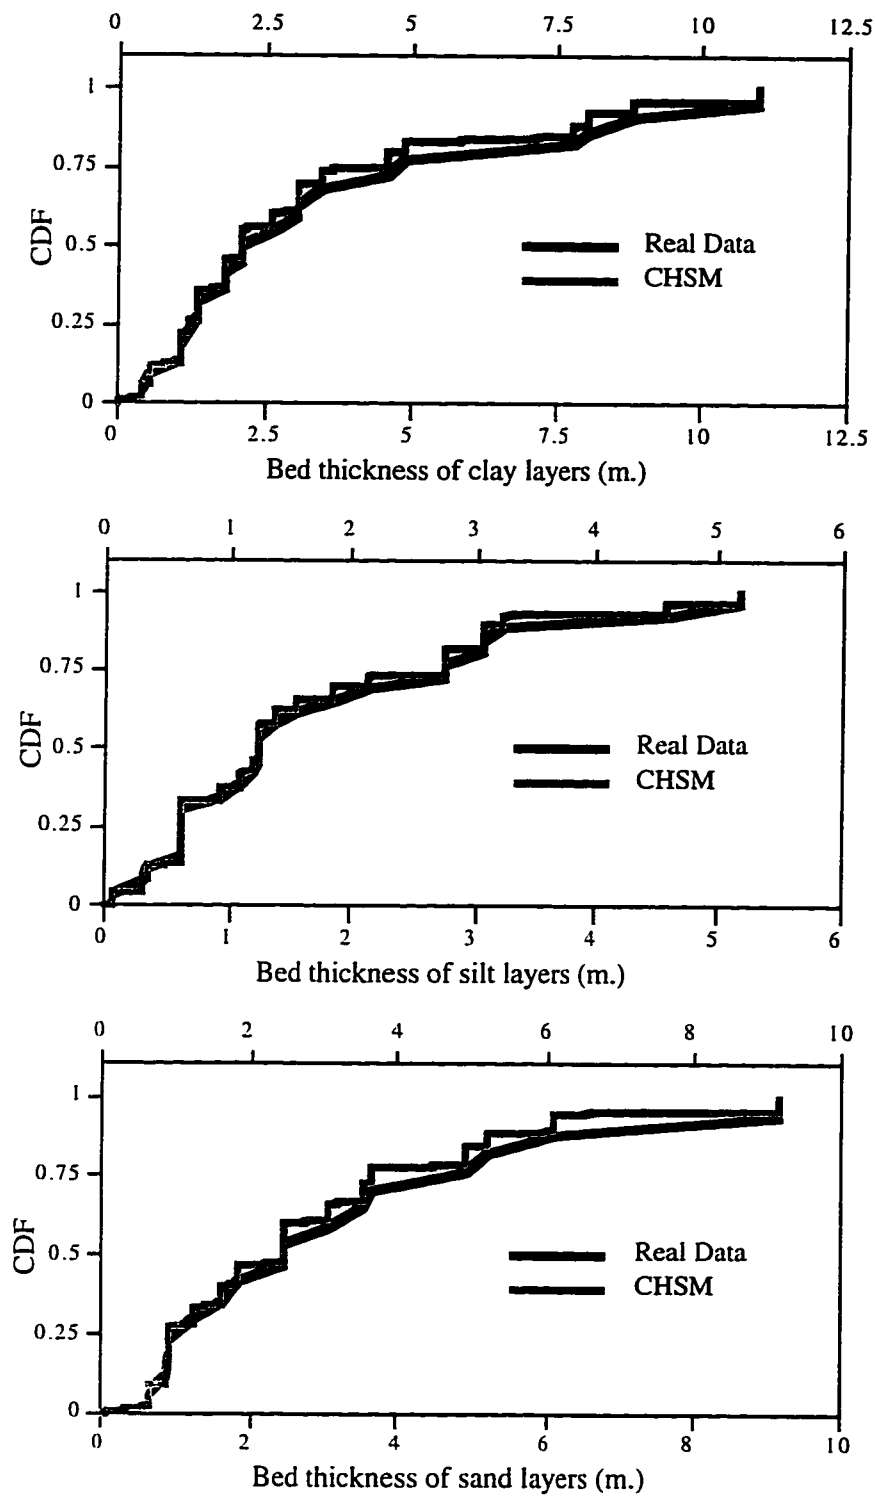 0 2.5 5 7.5 10 12.5
1
0.75
0.5
0.25
0
CDF
Real Data
CHSM
0 2.5 5 7.5 10 12.5
Bed thickness of clay layers (m.)
0 1 2 3 4 5 6
1
0.75
0.5
0.25
0
CDF
Real Data
CHSM
0 1 2 3 4 5 6
Bed thickness of silt layers (m.)
0 2 4 6 8 10
1
0.75
0.5
0.25
0
CDF
Real Data
CHSM
0 2 4 6 8 10
Bed thickness of sand layers (m.)